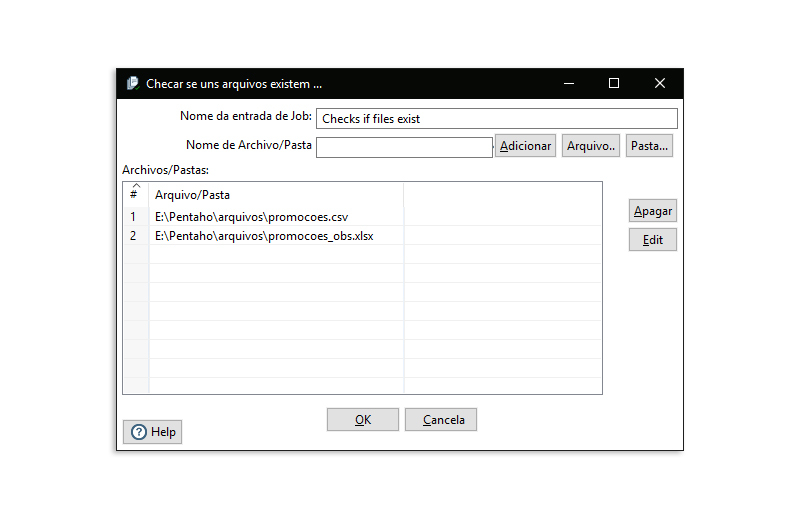 Checar se uns arquivos existem ...
Nome da entrada de Job: Checks if files exist
Nome de Archivo/Pasta Adicionar Arquivo.. Pasta...
Archivos/Pastas:
# Arquivo/Pasta
1 E:\Pentaho\arquivos\promocoes.csv
2 E:\Pentaho\arquivos\promocoes_obs.xlsx
Apagar
Edit
OK Cancela
? Help